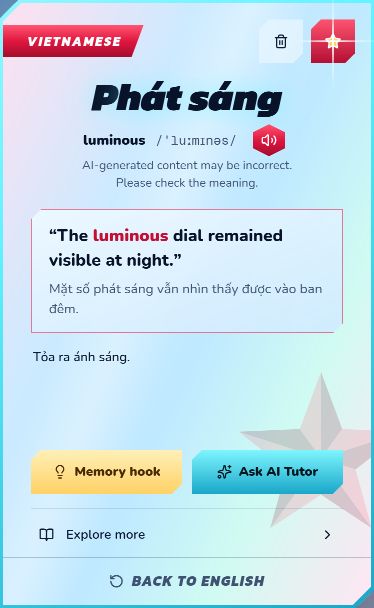 VIETNAMESE
Phát sáng
luminous /ˈluːmɪnəs/
AI-generated content may be incorrect.
Please check the meaning.
“The luminous dial remained
visible at night.”
Mặt số phát sáng vẫn nhìn thấy được vào ban
đêm.
Tỏa ra ánh sáng.
Memory hook
Ask AI Tutor
Explore more
BACK TO ENGLISH